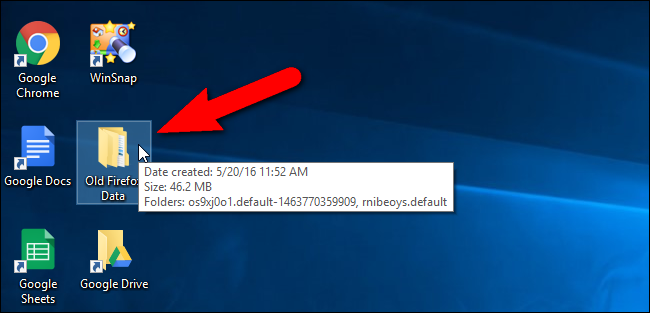 Google
Chrome
WinSnap
Google Docs
Old Firefox
Data
Date created: 5/20/16 11:52 AM
Size: 46.2 MB
Folders: os9xj0o1.default-1463770359909, rnibeoys.default
Google
Sheets
Google Drive